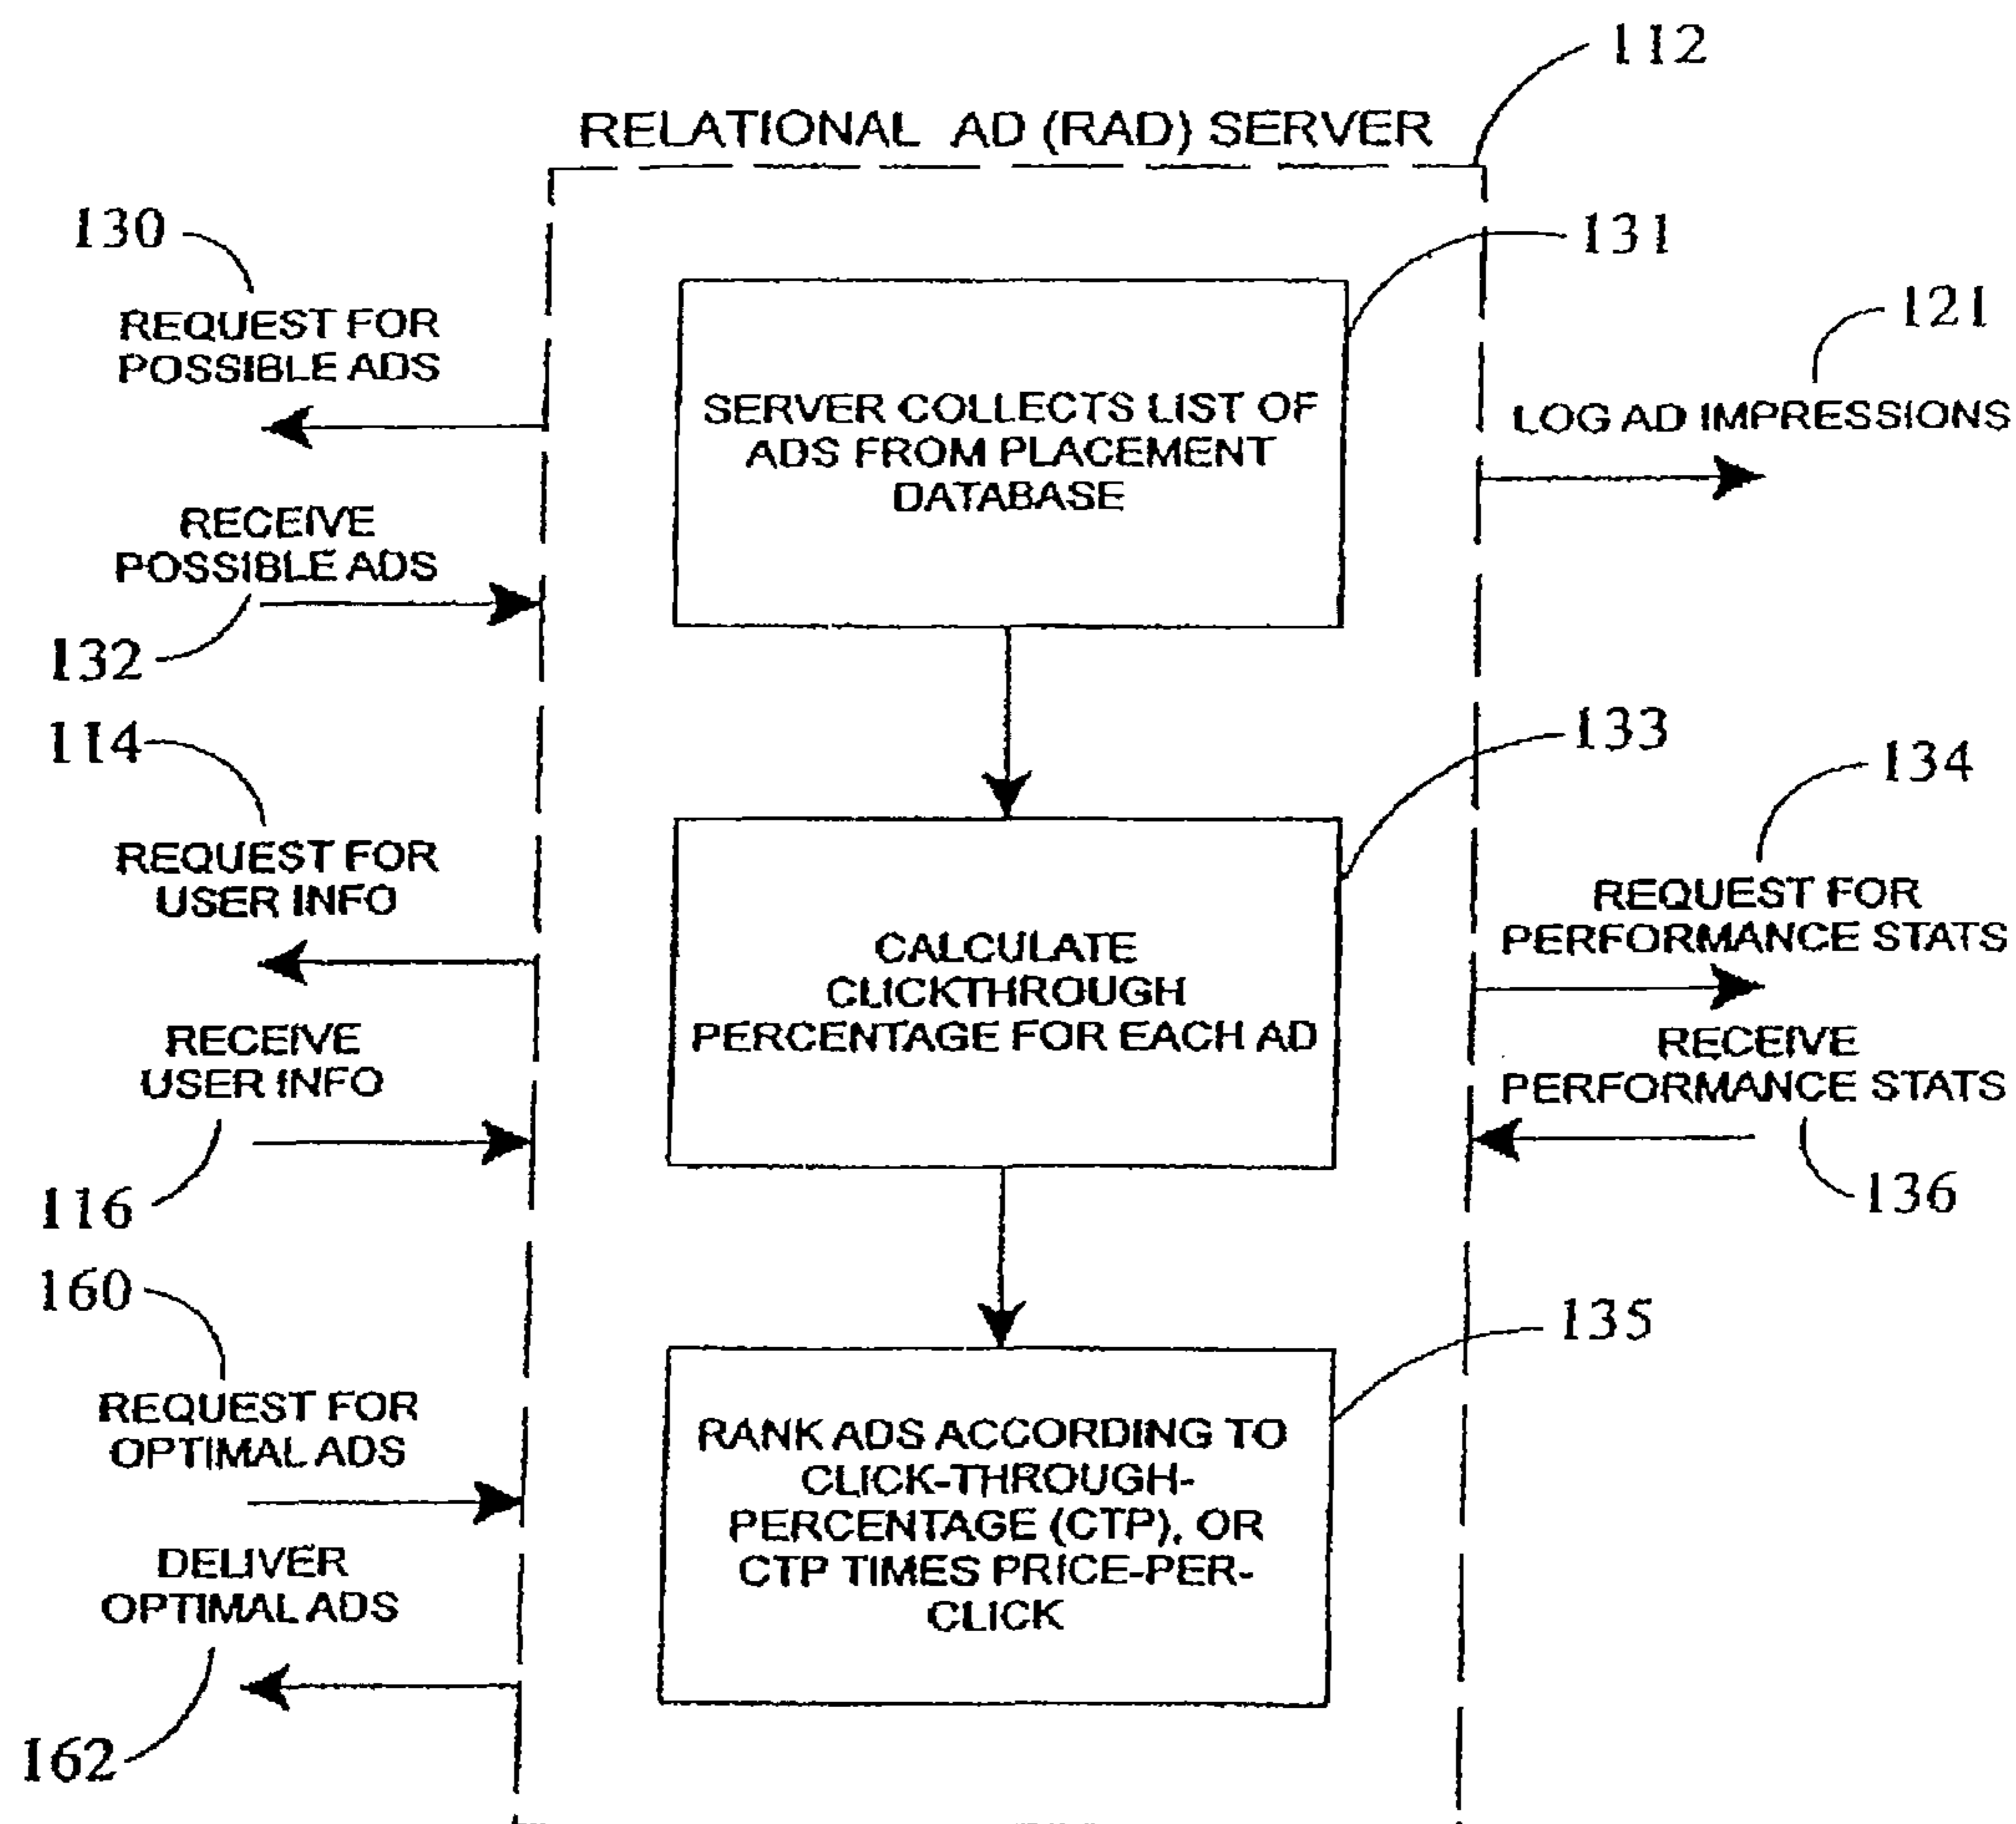 112
RELATIONAL AD (RAD) SERVER
130
REQUEST FOR
POSSIBLE ADS
RECEIVE
POSSIBLE ADS
132
114
REQUEST FOR
USER INFO
RECEIVE
USER INFO
116
160
REQUEST FOR
OPTIMAL ADS
DELIVER
OPTIMAL ADS
162
131
SERVER COLLECTS LIST OF
ADS FROM PLACEMENT
DATABASE
133
CALCULATE
CLICKTHROUGH
PERCENTAGE FOR EACH AD
135
RANK ADS ACCORDING TO
CLICK-THROUGH-
PERCENTAGE (CTP), OR
CTP TIMES PRICE-PER-
CLICK
121
LOG AD IMPRESSIONS
134
REQUEST FOR
PERFORMANCE STATS
RECEIVE
PERFORMANCE STATS
136